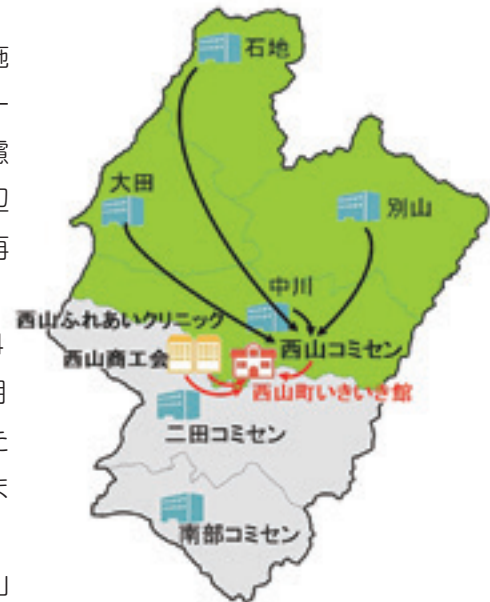 石地
大田
別山
中川
西山ふれあいクリニック
西山コミセン
西山商工会
西山町いきいき館
二田コミセン
南部コミセン